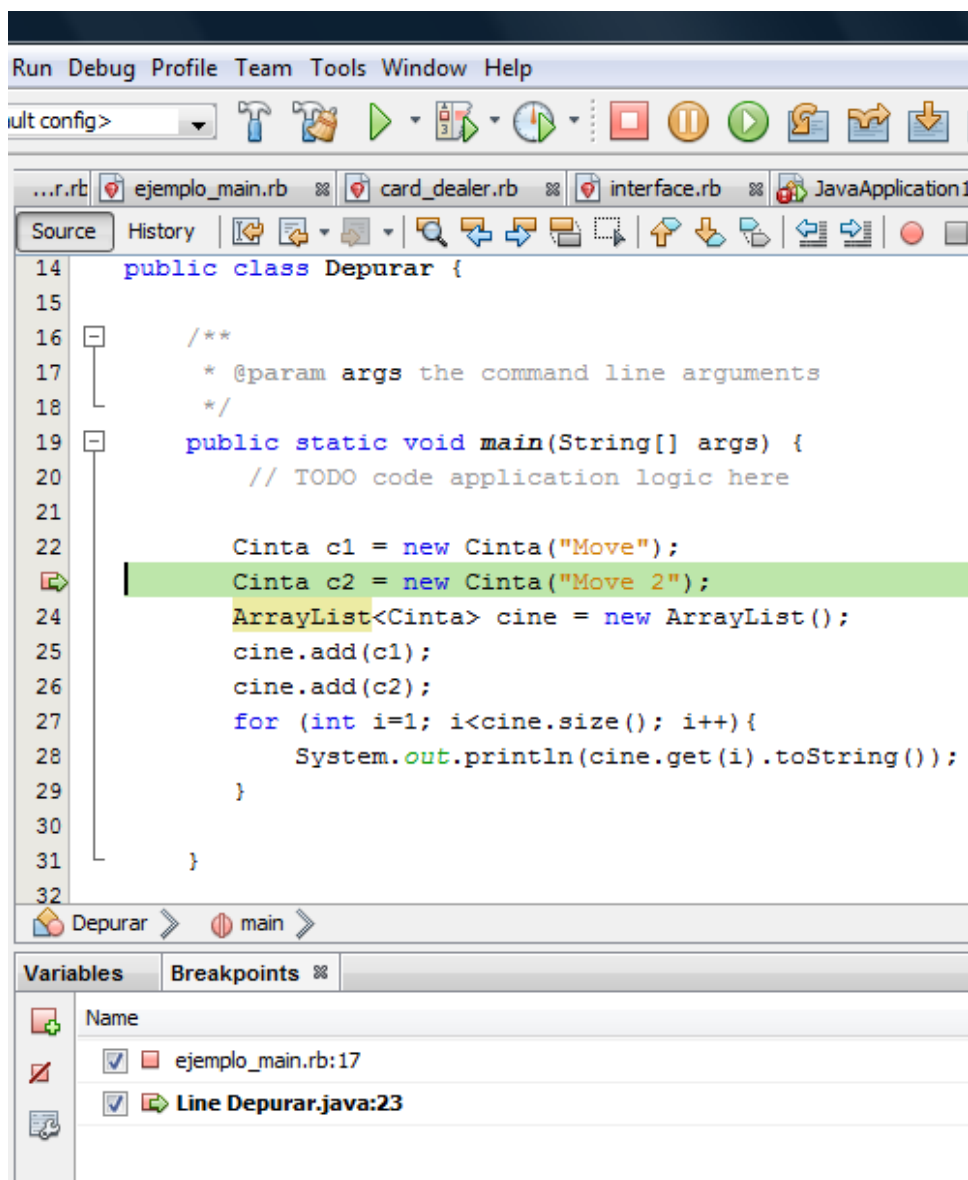 Run Debug Profile Team Tools Window Help
ult config>
...r.rb ejemplo_main.rb card_dealer.rb interface.rb JavaApplication1
Source History
14 public class Depurar {
15
16 /**
17 * @param args the command line arguments
18 */
19 public static void main(String[] args) {
20 // TODO code application logic here
21
22 Cinta c1 = new Cinta("Move");
Cinta c2 = new Cinta("Move 2");
24 ArrayList<Cinta> cine = new ArrayList();
25 cine.add(c1);
26 cine.add(c2);
27 for (int i=1; i<cine.size(); i++){
28 System.out.println(cine.get(i).toString());
29 }
30
31 }
32
Depurar main
Variables Breakpoints
Name
ejemplo_main.rb:17
Line Depurar.java:23